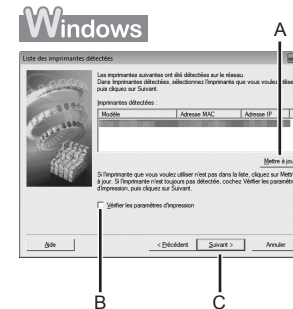 Windows
A
Liste des imprimantes détectées
Les imprimantes suivantes ont été détectées sur le réseau.
Dans Imprimantes détectées, sélectionnez l'imprimante que vous voulez utiliser
puis cliquez sur Suivant.
Imprimantes détectées :
Modèle Adresse MAC Adresse IP
Mettre à jou
Si l'imprimante que vous voulez utiliser n'est pas dans la liste, cliquez sur Mettr
à jour. Si l'imprimante n'est toujours pas détectée, cochez Vérifier les paramètr
d'impression, puis cliquez sur Suivant.
Vérifier les paramètres d'impression
Aide
< Précédent
Suivant >
Annuler
B
C